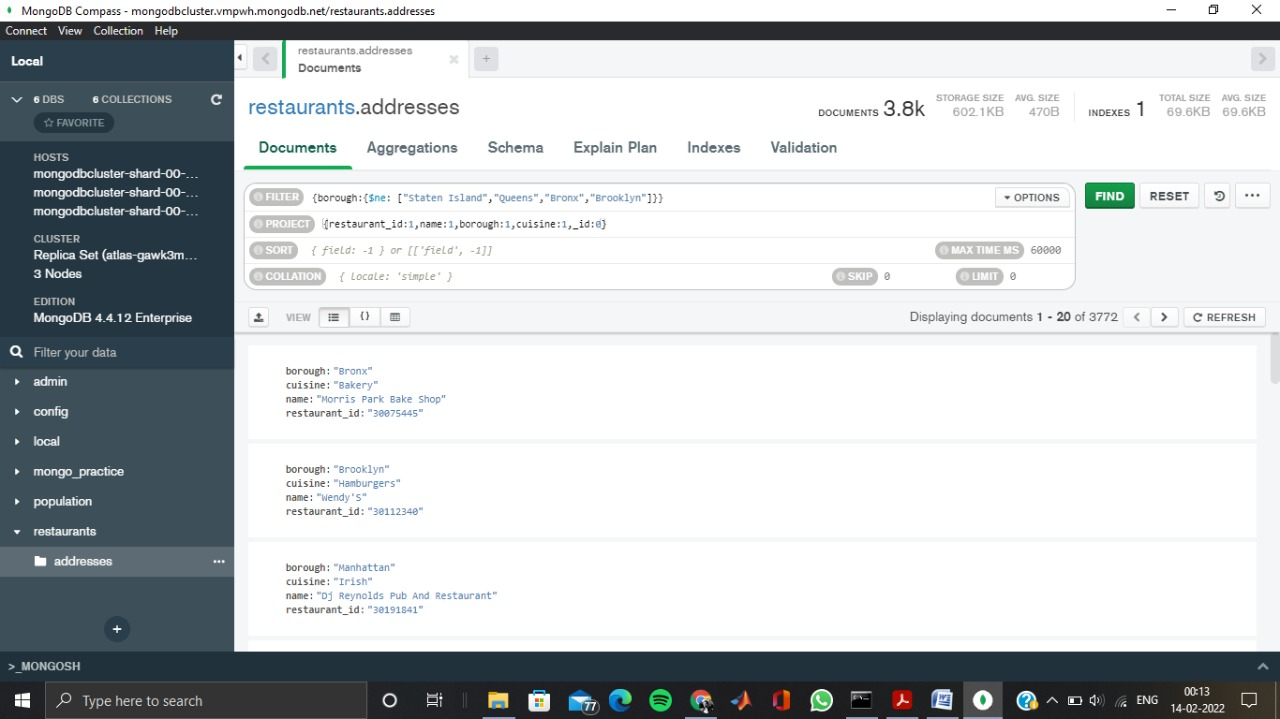 MongoDB Compass - mongodbcluster.vmpwh.mongodb.net/restaurants.addresses
Connect View Collection Help
Local
6 DBS 6 COLLECTIONS
FAVORITE
HOSTS
mongodbcluster-shard-00-...
mongodbcluster-shard-00-...
mongodbcluster-shard-00-...
CLUSTER
Replica Set (atlas-gawk3m...
3 Nodes
EDITION
MongoDB 4.4.12 Enterprise
Filter your data
admin
config
local
mongo_practice
population
restaurants
addresses
restaurants.addresses
Documents
restaurants.addresses
DOCUMENTS 3.8k STORAGE SIZE 602.1KB AVG. SIZE 470B INDEXES 1 TOTAL SIZE 69.6KB AVG. SIZE 69.6KB
Documents Aggregations Schema Explain Plan Indexes Validation
FILTER {borough:{$ne: ["Staten Island","Queens","Bronx","Brooklyn"]}} OPTIONS FIND RESET
PROJECT {restaurant_id:1,name:1,borough:1,cuisine:1,_id:0}
SORT { field: -1 } or [['field', -1]] MAX TIME MS 60000
COLLATION { locale: 'simple' } SKIP 0 LIMIT 0
VIEW {} Displaying documents 1 - 20 of 3772 REFRESH
borough: "Bronx"
cuisine: "Bakery"
name: "Morris Park Bake Shop"
restaurant_id: "30075445"
borough: "Brooklyn"
cuisine: "Hamburgers"
name: "Wendy'S"
restaurant_id: "30112340"
borough: "Manhattan"
cuisine: "Irish"
name: "Dj Reynolds Pub And Restaurant"
restaurant_id: "30191841"
>_MONGOSH
Type here to search
77
ENG
00:13
14-02-2022